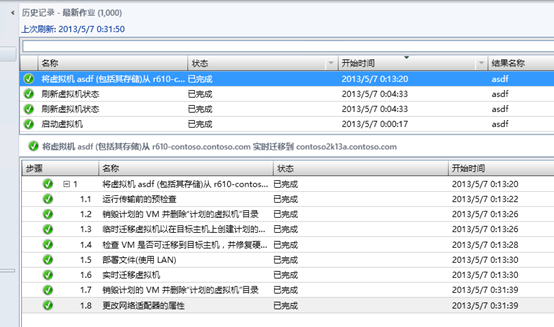 历史记录 - 最新作业 (1,000)
上次刷新: 2013/5/7 0:31:50
名称 状态 开始时间 结果名称
将虚拟机 asdf (包括其存储)从 r610-c... 已完成 2013/5/7 0:13:20 asdf
刷新虚拟机状态 已完成 2013/5/7 0:04:33 asdf
刷新虚拟机状态 已完成 2013/5/7 0:04:33 asdf
启动虚拟机 已完成 2013/5/7 0:00:17 asdf
将虚拟机 asdf (包括其存储)从 r610-contoso.contoso.com 实时迁移到 contoso2k13a.contoso.com
步骤 名称 状态 开始时间
1 将虚拟机 asdf (包括其存储)从 r610-contos... 已完成 2013/5/7 0:13:20
1.1 运行传输前的预检查 已完成 2013/5/7 0:13:22
1.2 销毁计划的 VM 并删除“计划的虚拟机”目录 已完成 2013/5/7 0:13:26
1.3 临时迁移虚拟机以在目标主机上创建计划的... 已完成 2013/5/7 0:13:26
1.4 检查 VM 是否可迁移到目标主机，并修复硬... 已完成 2013/5/7 0:13:28
1.5 部署文件(使用 LAN) 已完成 2013/5/7 0:13:30
1.6 实时迁移虚拟机 已完成 2013/5/7 0:13:30
1.7 销毁计划的 VM 并删除“计划的虚拟机”目录 已完成 2013/5/7 0:31:39
1.8 更改网络适配器的属性 已完成 2013/5/7 0:31:39